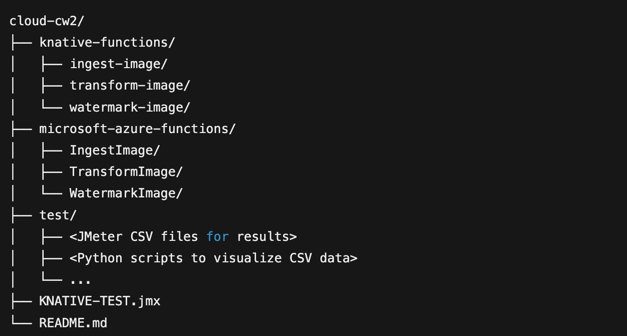 cloud-cw2/
├── knative-functions/
│   ├── ingest-image/
│   ├── transform-image/
│   └── watermark-image/
├── microsoft-azure-functions/
│   ├── IngestImage/
│   ├── TransformImage/
│   └── WatermarkImage/
├── test/
│   ├── <JMeter CSV files for results>
│   ├── <Python scripts to visualize CSV data>
│   └── ...
├── KNATIVE-TEST.jmx
└── README.md